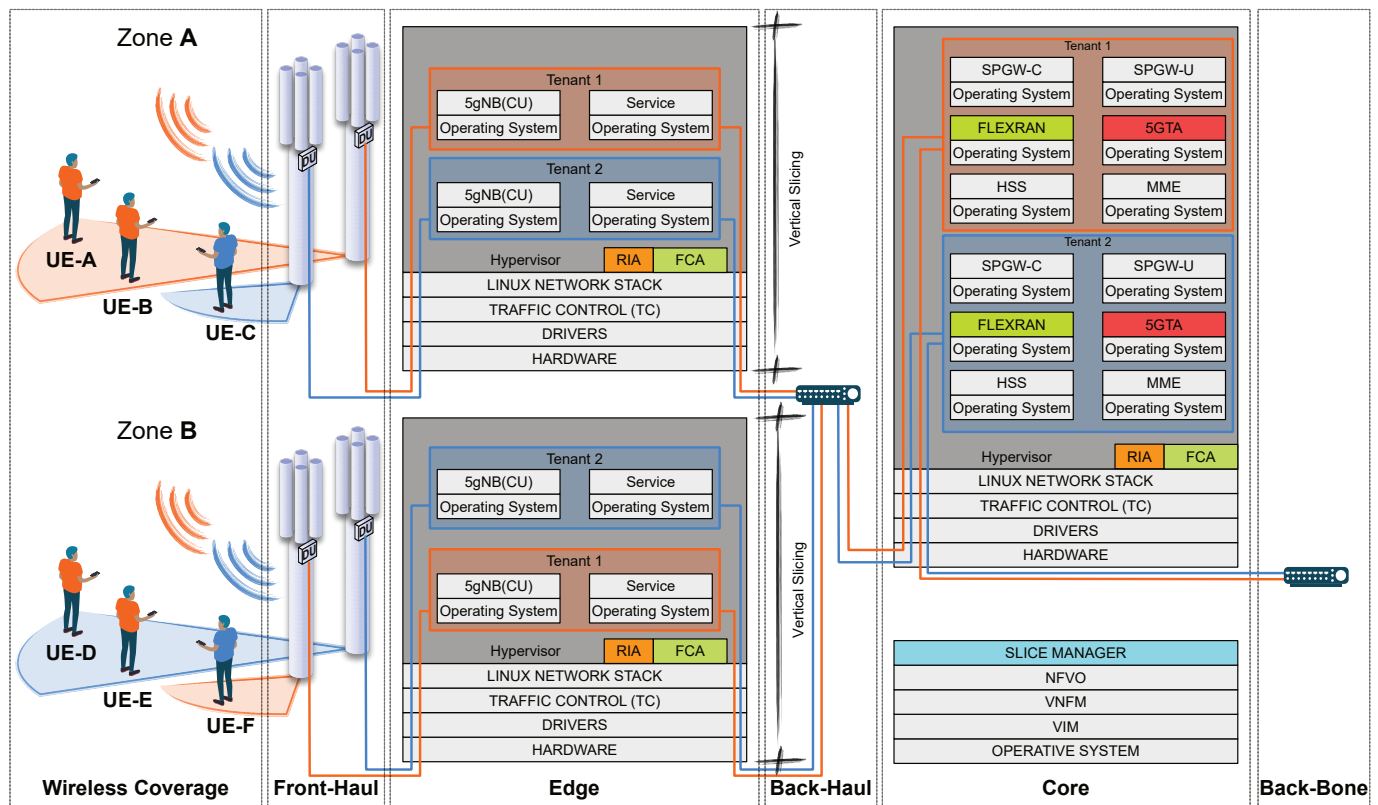 Zone A
UE-A
UE-B
UE-C
DU
DU
Tenant 1
5gNB(CU)
Operating System
Service
Operating System
Tenant 2
5gNB(CU)
Operating System
Service
Operating System
Hypervisor
RIA
FCA
LINUX NETWORK STACK
TRAFFIC CONTROL (TC)
DRIVERS
HARDWARE
Vertical Slicing
Zone B
UE-D
UE-E
UE-F
DU
DU
Tenant 2
5gNB(CU)
Operating System
Service
Operating System
Tenant 1
5gNB(CU)
Operating System
Service
Operating System
Hypervisor
RIA
FCA
LINUX NETWORK STACK
TRAFFIC CONTROL (TC)
DRIVERS
HARDWARE
Vertical Slicing
Tenant 1
SPGW-C
Operating System
SPGW-U
Operating System
FLEXRAN
Operating System
5GTA
Operating System
HSS
Operating System
MME
Operating System
Tenant 2
SPGW-C
Operating System
SPGW-U
Operating System
FLEXRAN
Operating System
5GTA
Operating System
HSS
Operating System
MME
Operating System
Hypervisor
RIA
FCA
LINUX NETWORK STACK
TRAFFIC CONTROL (TC)
DRIVERS
HARDWARE
SLICE MANAGER
NFVO
VNFM
VIM
OPERATIVE SYSTEM
Wireless Coverage
Front-Haul
Edge
Back-Haul
Core
Back-Bone